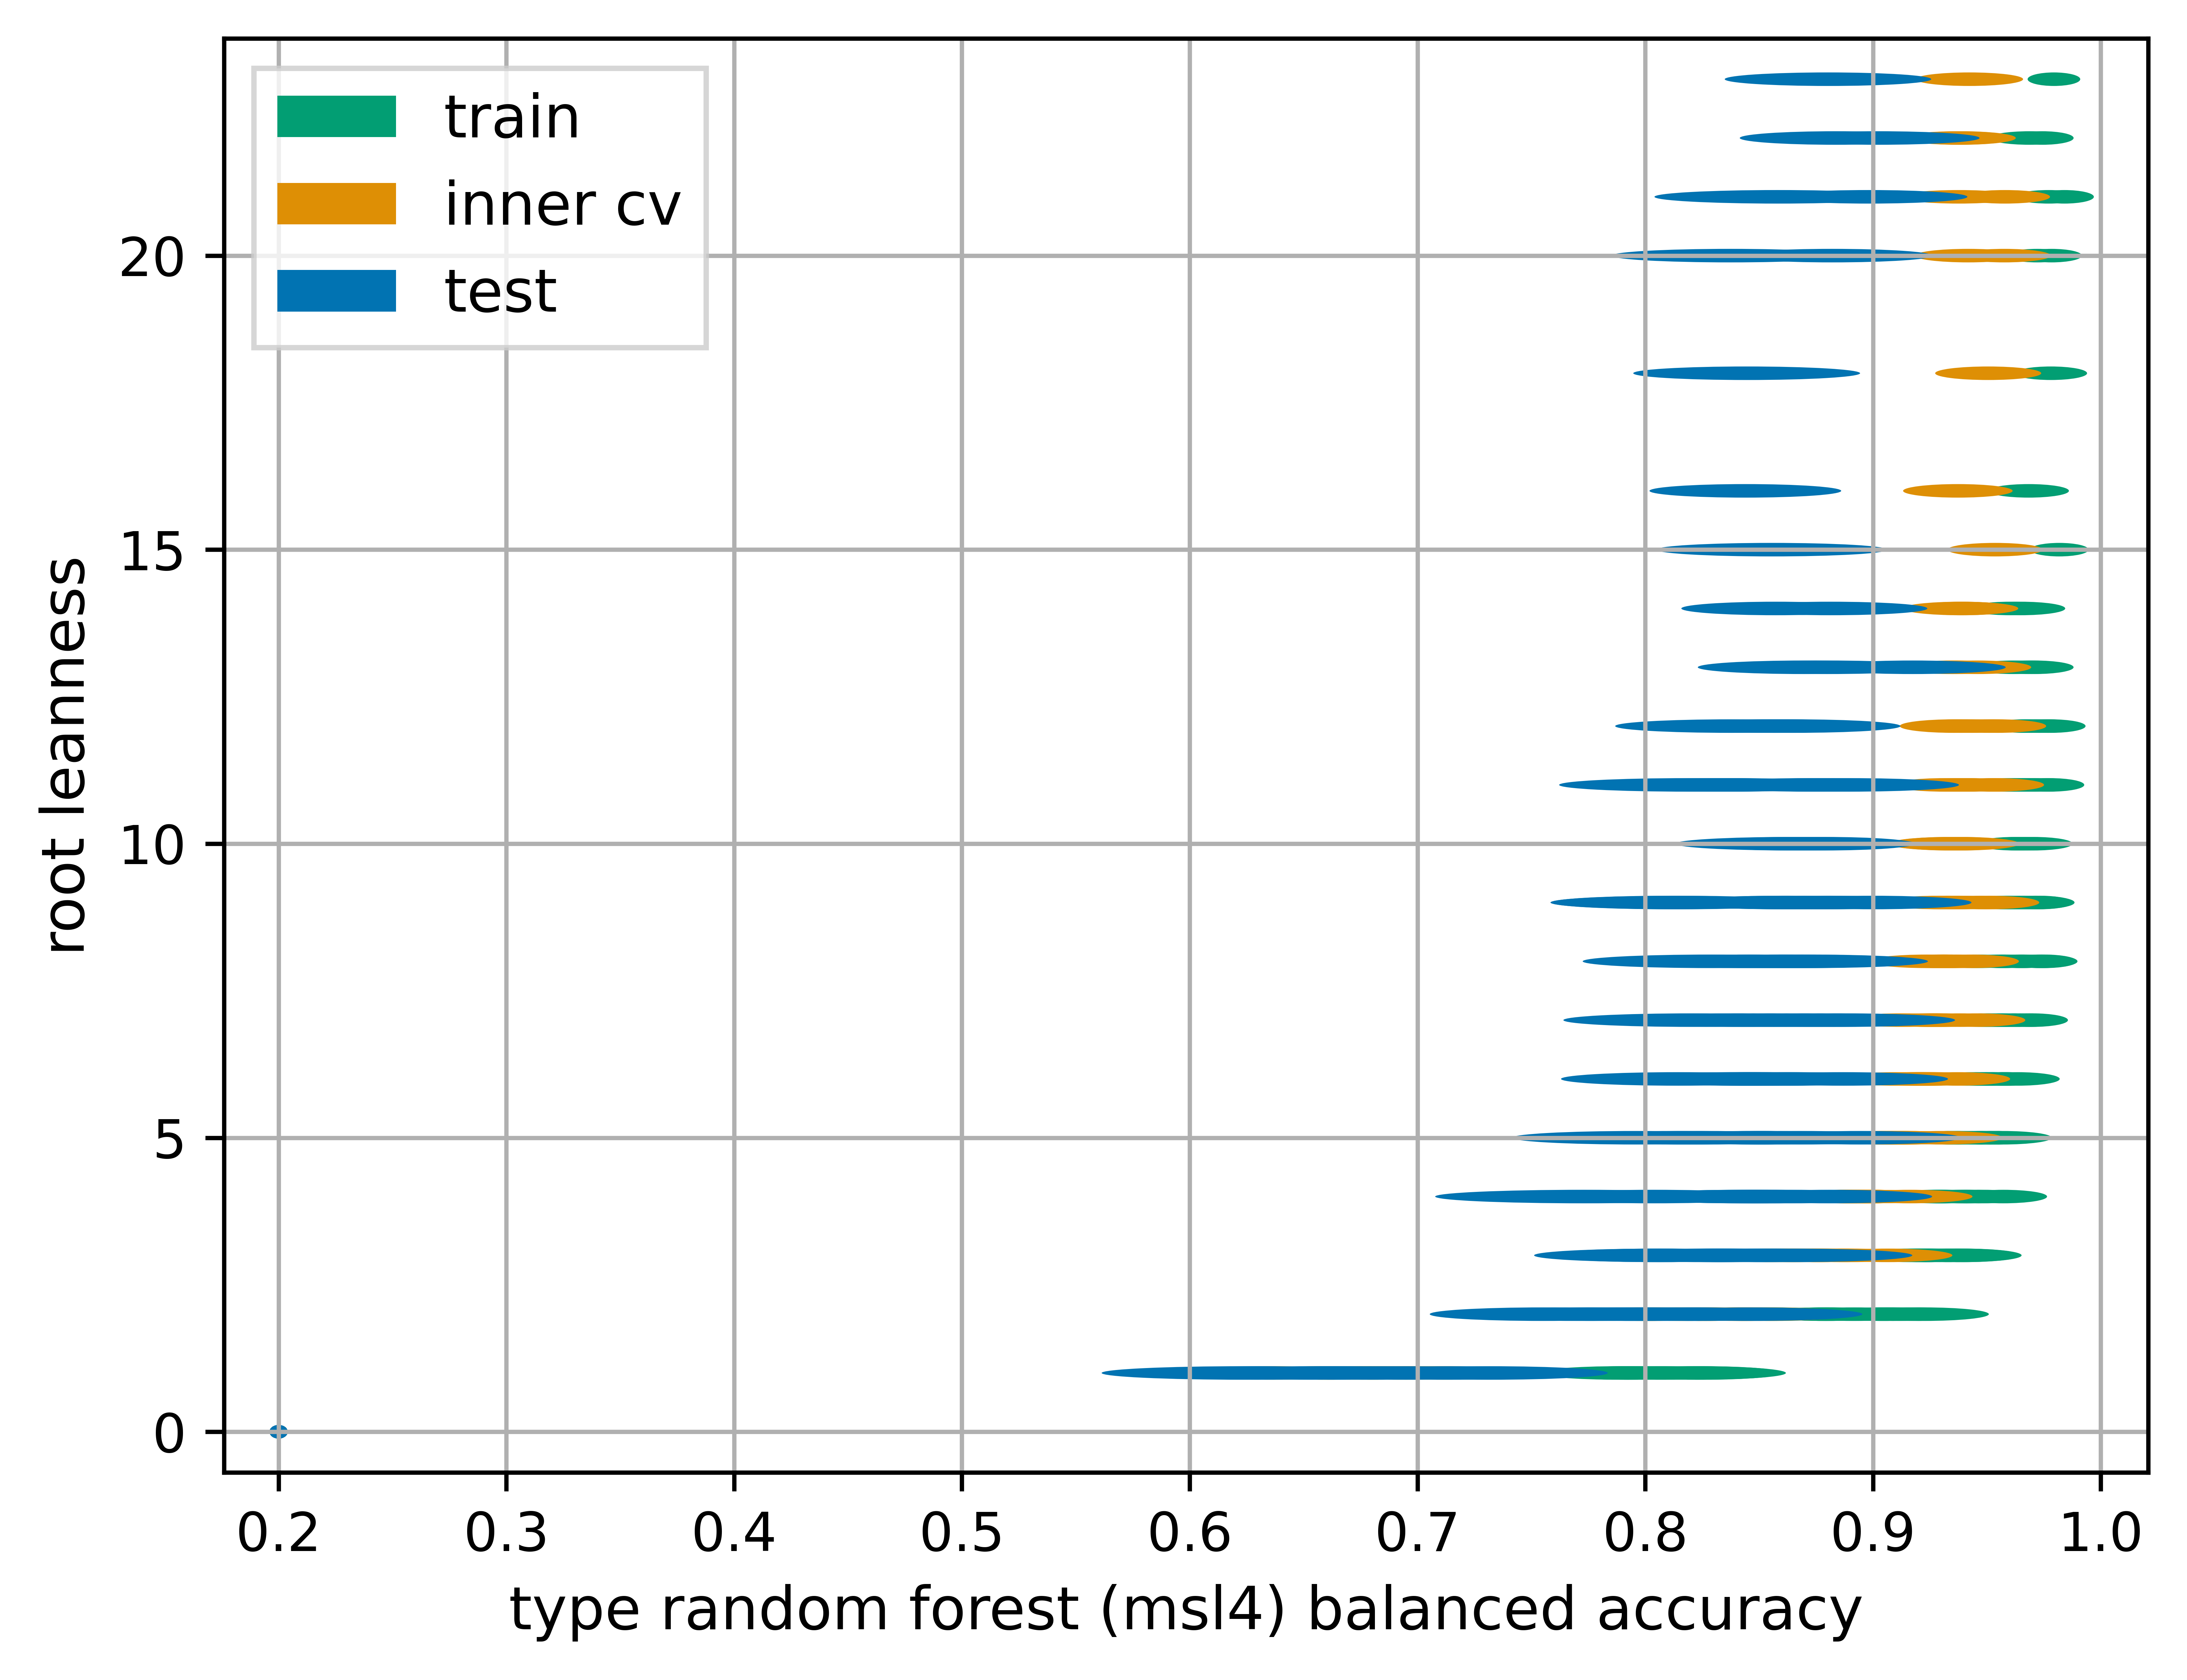 train
inner cv
test
20
15
10
5
0
root leanness
0.2 0.3 0.4 0.5 0.6 0.7 0.8 0.9 1.0
type random forest (msl4) balanced accuracy